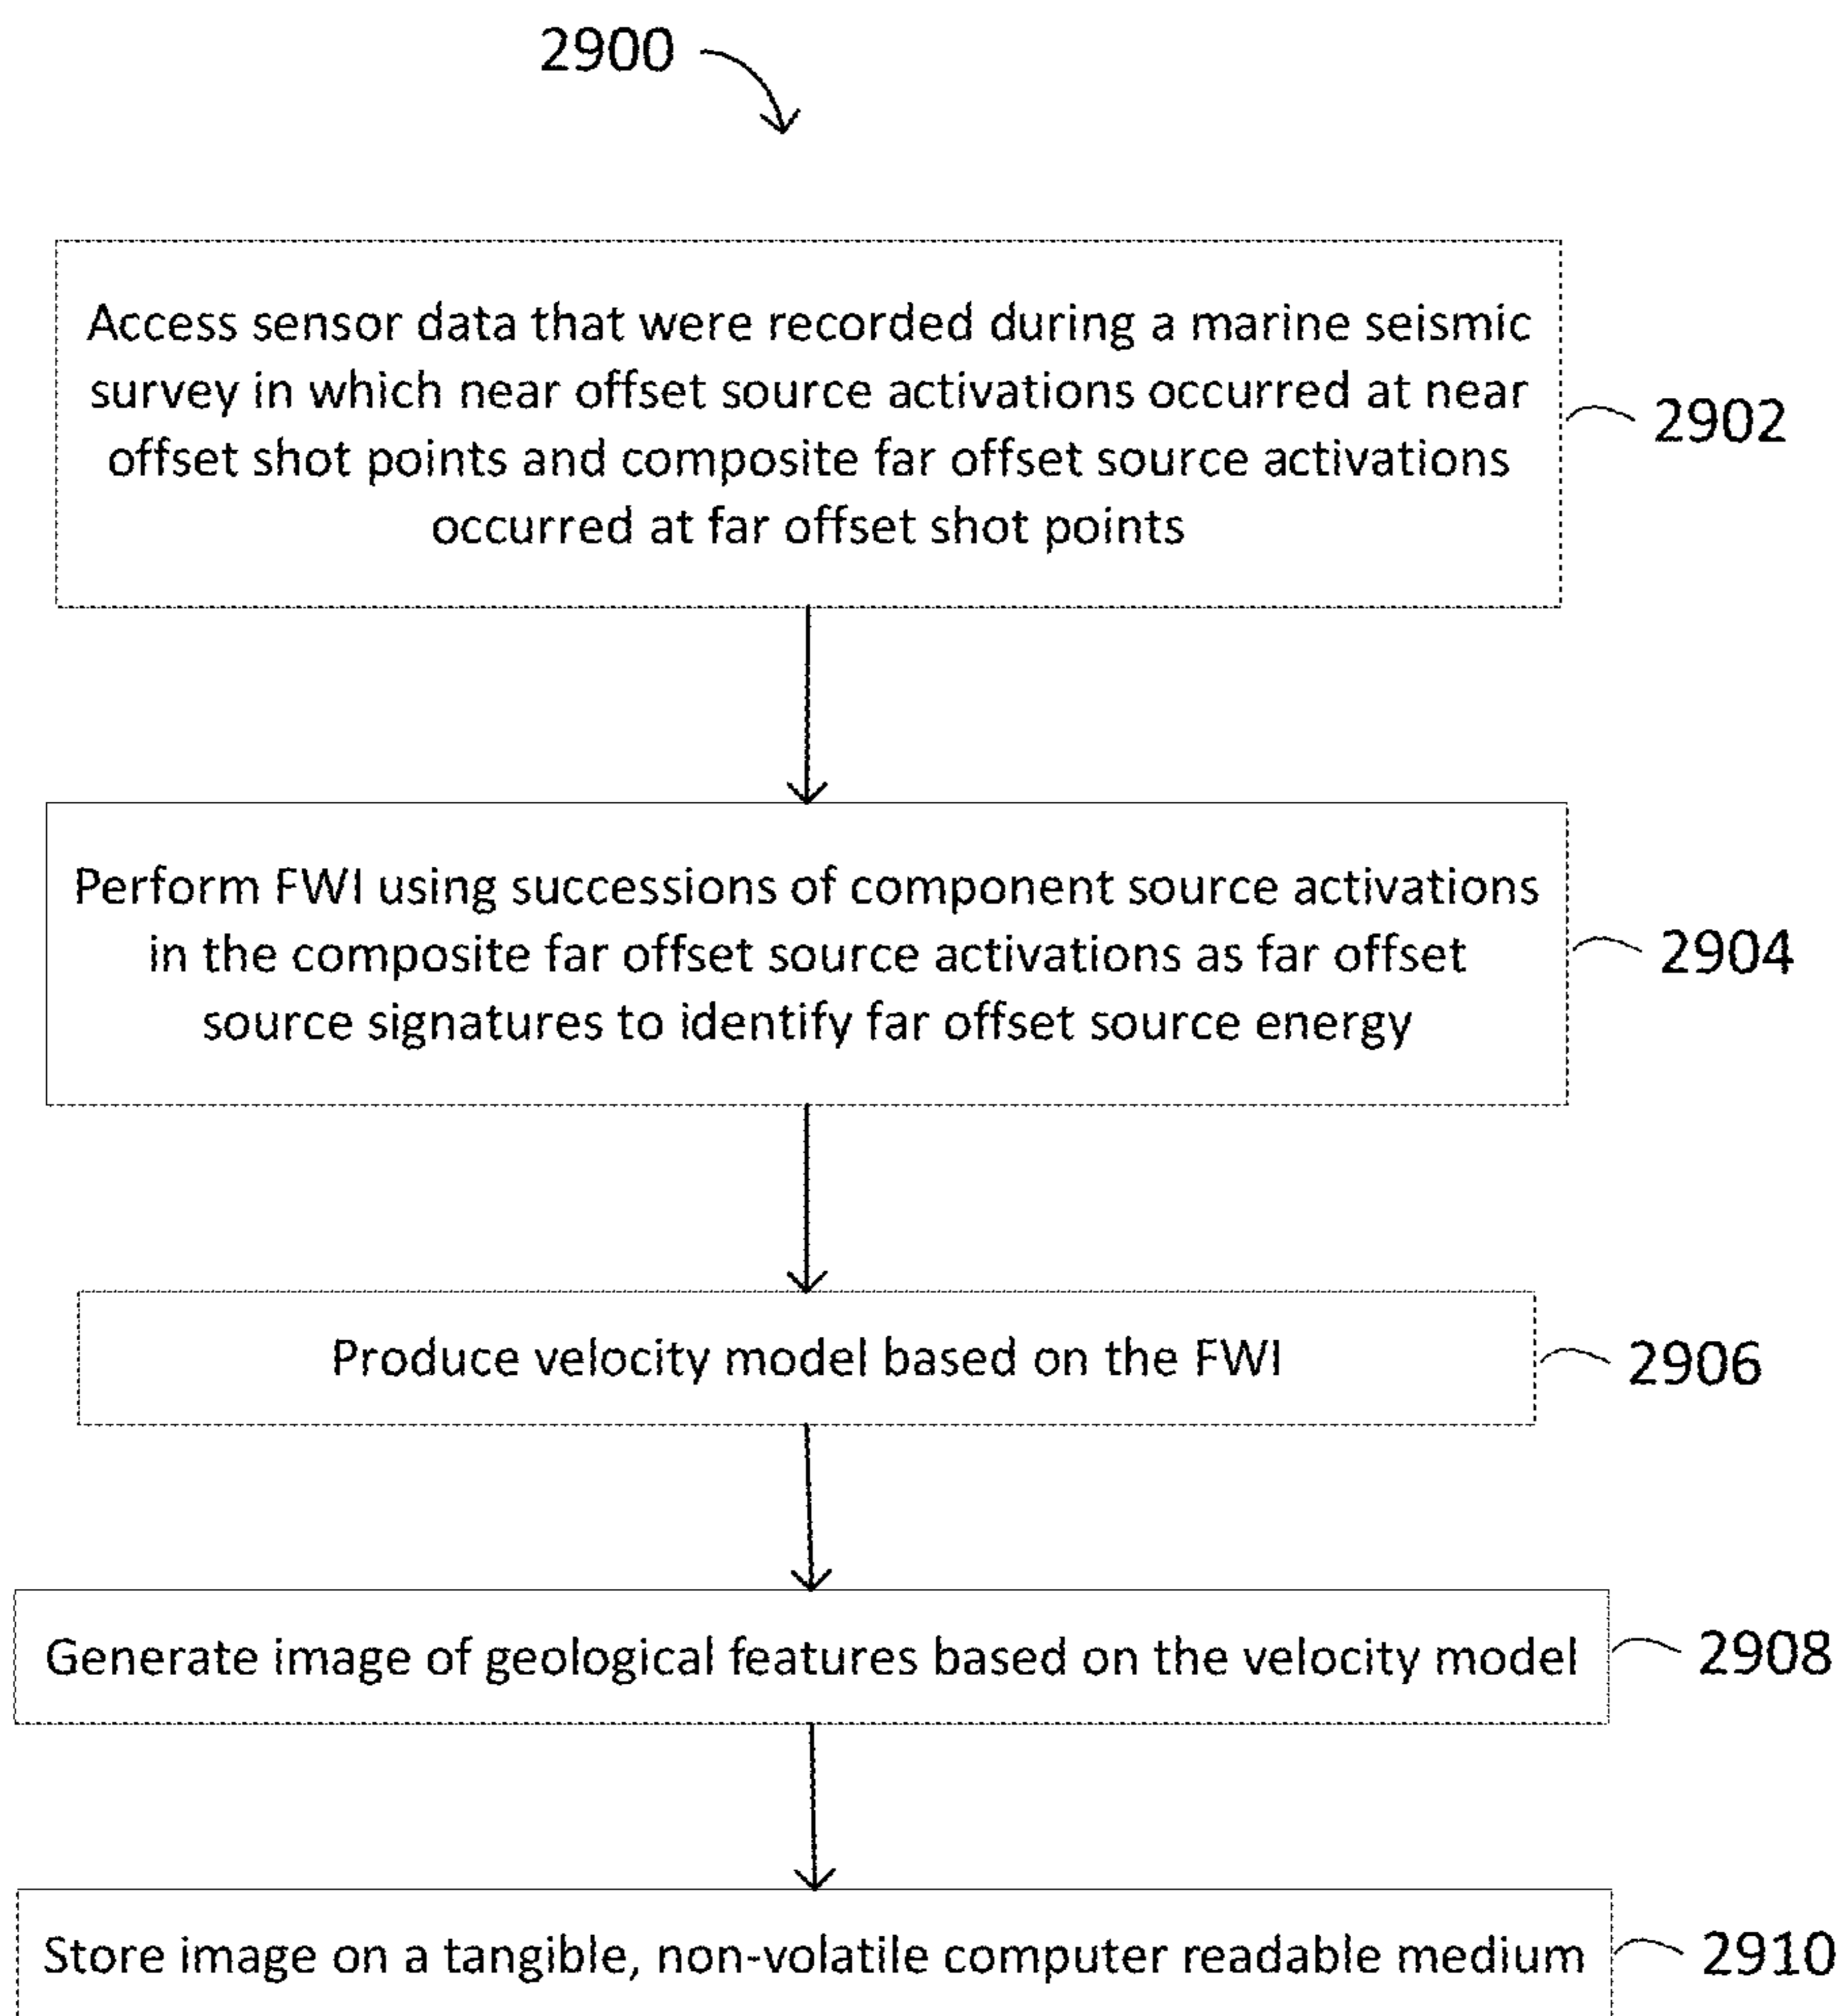 2900
Access sensor data that were recorded during a marine seismic
survey in which near offset source activations occurred at near
offset shot points and composite far offset source activations
occurred at far offset shot points
2902
Perform FWI using successions of component source activations
in the composite far offset source activations as far offset
source signatures to identify far offset source energy
2904
Produce velocity model based on the FWI
2906
Generate image of geological features based on the velocity model
2908
Store image on a tangible, non-volatile computer readable medium
2910